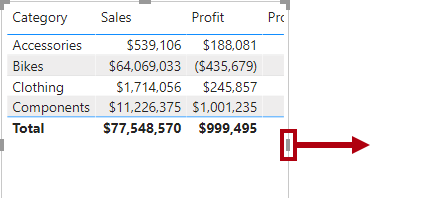 Category Sales Profit Pro
Accessories $539,106 $188,081
Bikes $64,069,033 ($435,679)
Clothing $1,714,056 $245,857
Components $11,226,375 $1,001,235
Total $77,548,570 $999,495